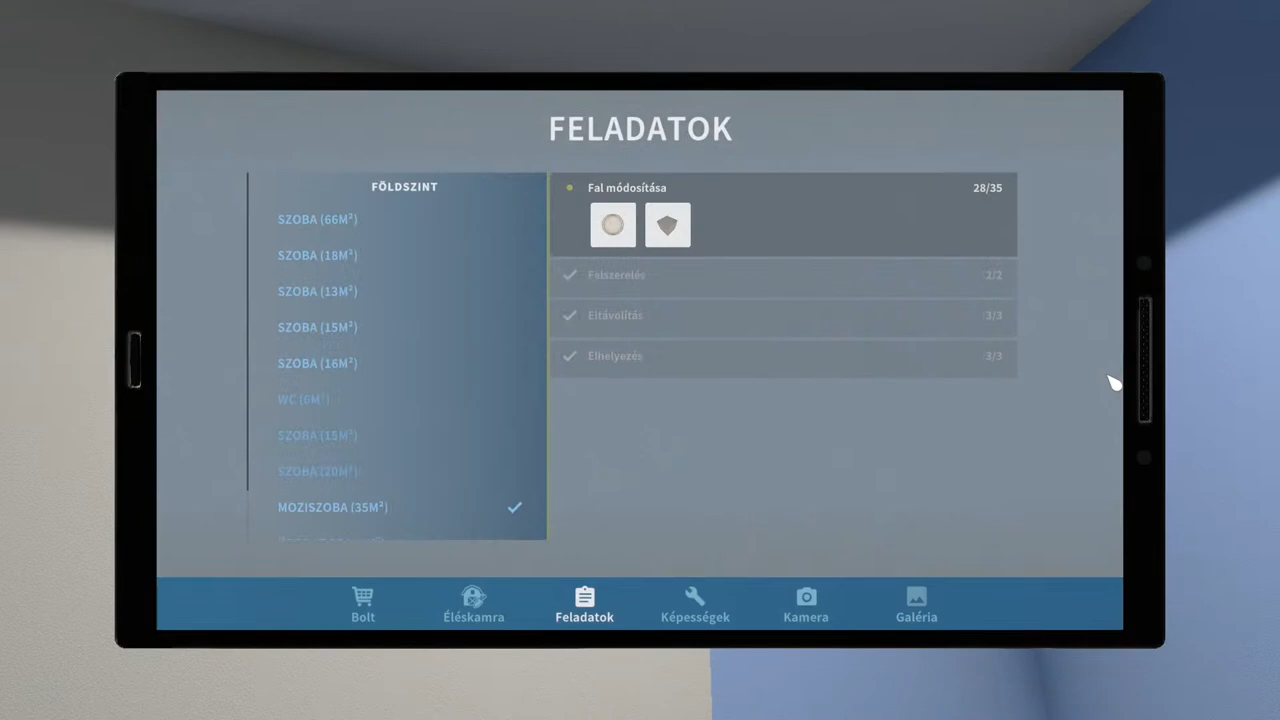 FELADATOK
FÖLDSZINT
SZOBA (66M²)
SZOBA (18M²)
SZOBA (13M²)
SZOBA (15M²)
SZOBA (16M²)
WC (6M²)
SZOBA (15M²)
SZOBA (20M²)
MOZISZOBA (35M²)
Fal módosítása 28/35
Felszerelés 2/2
Eltávolítás 3/3
Elhelyezés 3/3
Bolt
Éléskamra
Feladatok
Képességek
Kamera
Galéria